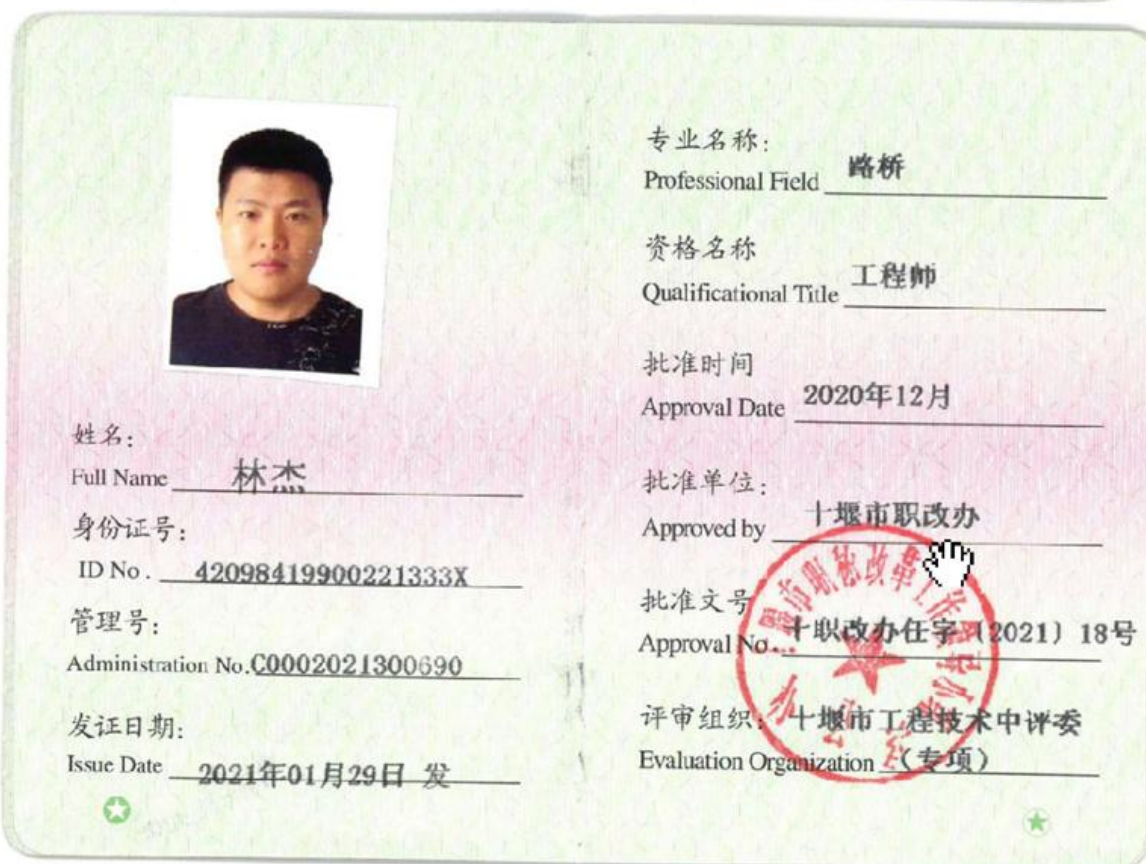 姓名:
Full Name 林杰
身份证号:
ID No. 42098419900221333X
管理号:
Administration No. C0002021300690
发证日期:
Issue Date 2021年01月29日 发
专业名称:
Professional Field 路桥
资格名称
Qualificational Title 工程师
批准时间
Approval Date 2020年12月
批准单位:
Approved by 十堰市职改办
批准文号
Approval No. 十职改办任字〔2021〕18号
评审组织: 十堰市工程技术中评委
Evaluation Organization (专项)